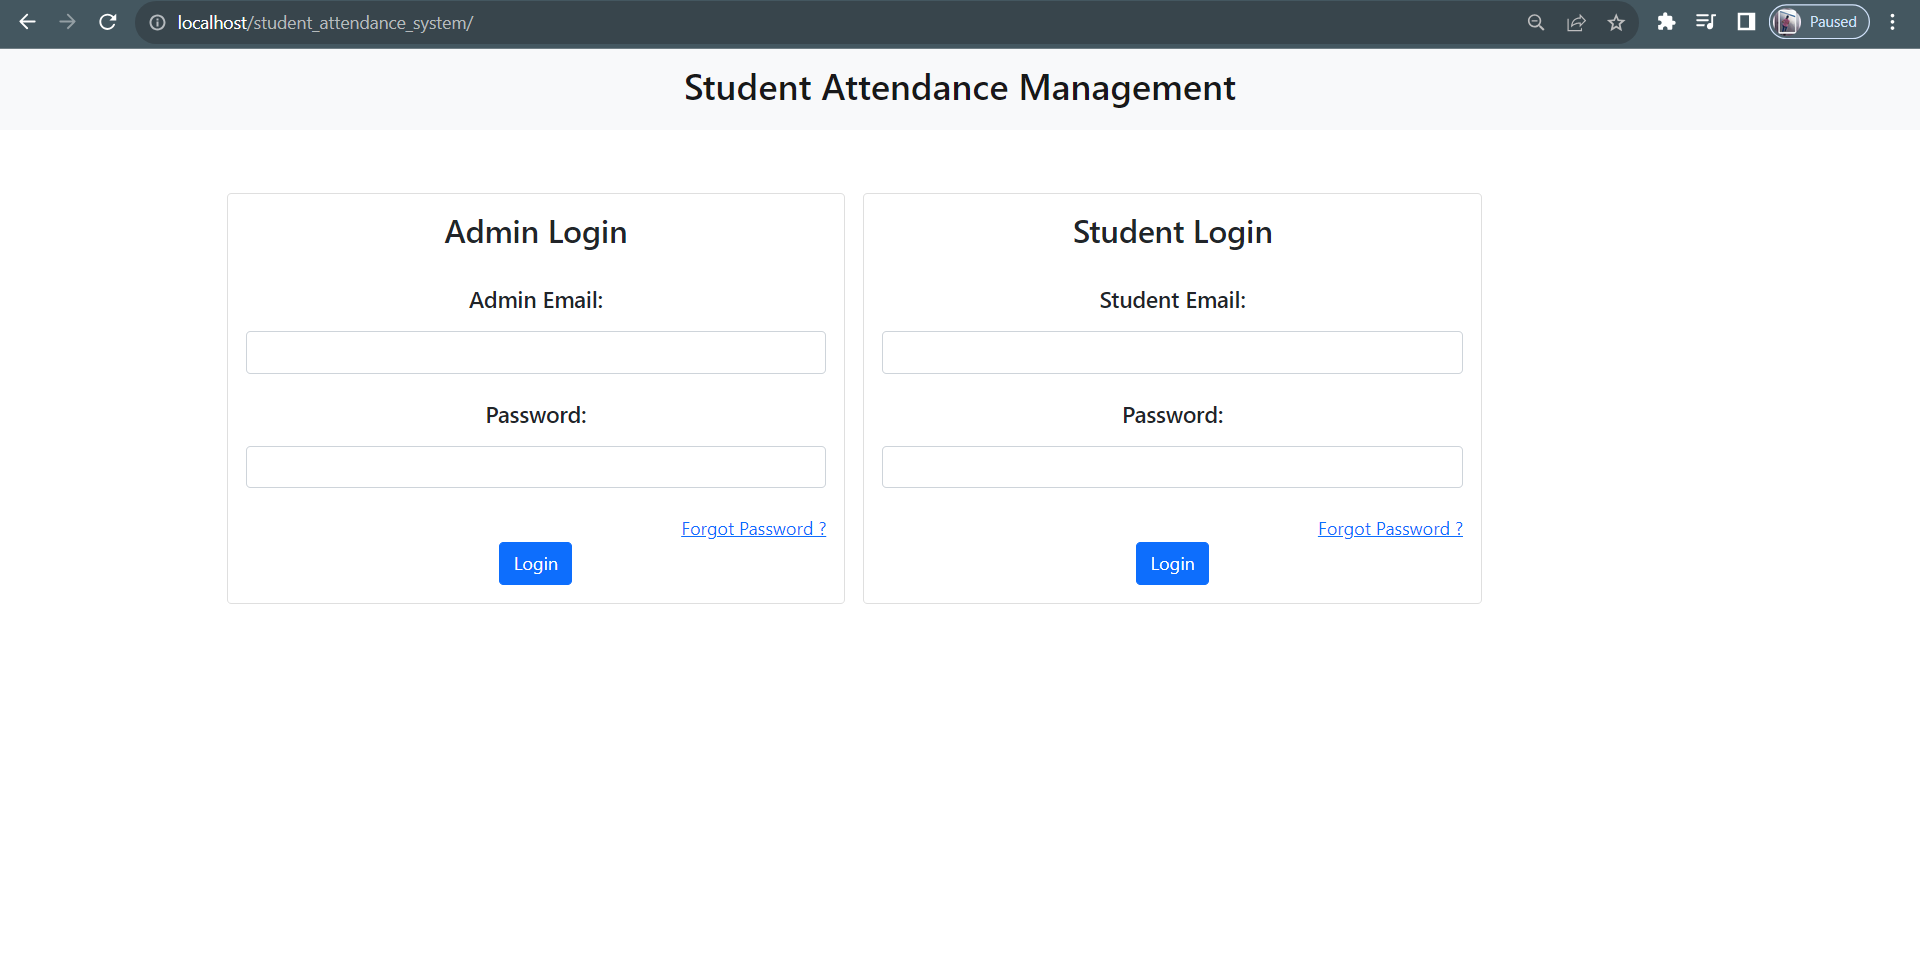 localhost/student_attendance_system/
Paused
Student Attendance Management
Admin Login
Admin Email:
Password:
Forgot Password ?
Login
Student Login
Student Email:
Password:
Forgot Password ?
Login